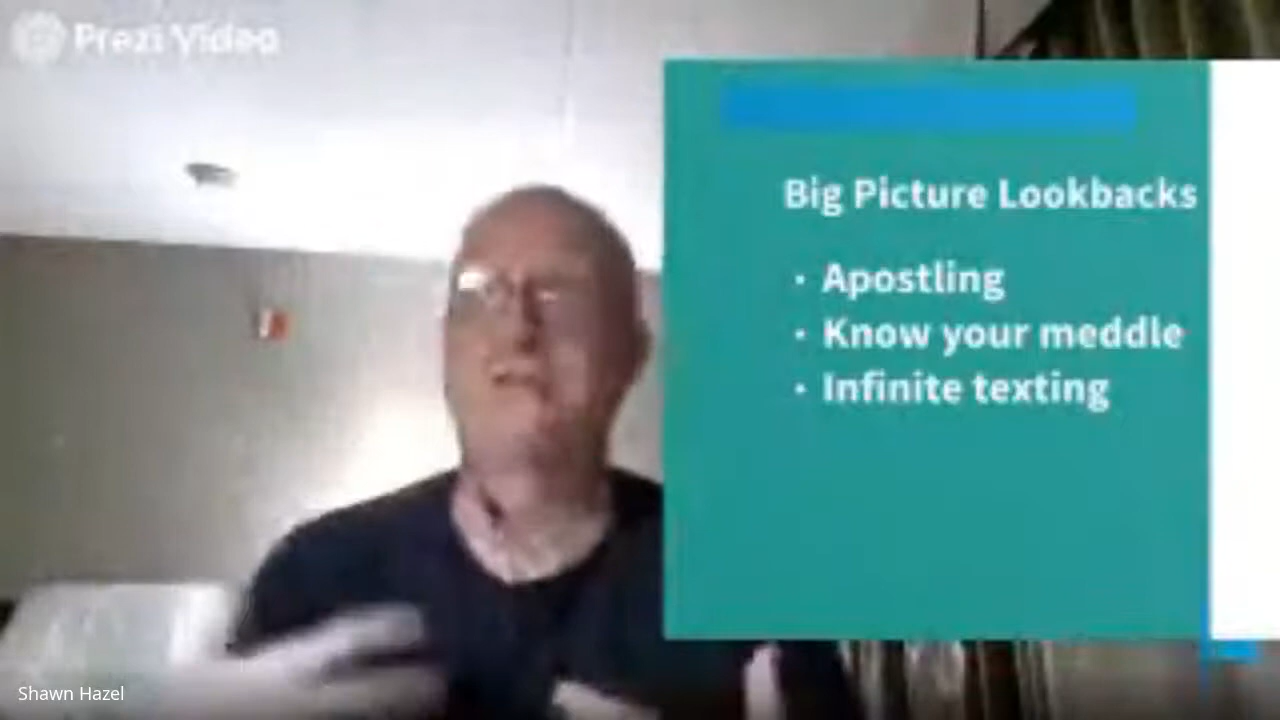 Prezi Video
Big Picture Lookbacks
· Apostling
· Know your meddle
· Infinite texting
Shawn Hazel